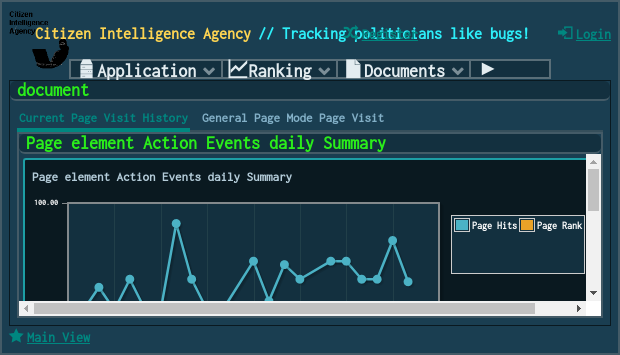 Citizen
Intelligence
Agency
Citizen Intelligence Agency // Tracking politicians like bugs!
Register
Login
Application
Ranking
Documents
document
Current Page Visit History
General Page Mode Page Visit
Page element Action Events daily Summary
Page element Action Events daily Summary
100.00
Page Hits
Page Rank
Main View